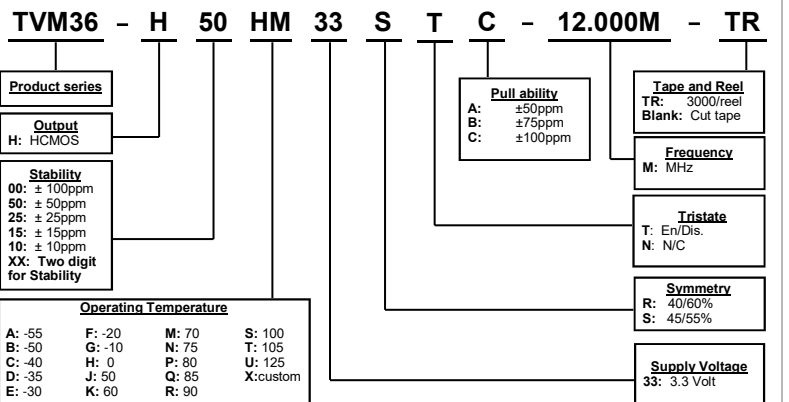 TVM36 – H 50 HM 33 S T C – 12.000M – TR
Product series
Output
H: HCMOS
Stability
00: ± 100ppm
50: ± 50ppm
25: ± 25ppm
15: ± 15ppm
10: ± 10ppm
XX: Two digit
for Stability
Operating Temperature
A: -55 F: -20 M: 70 S: 100
B: -50 G: -10 N: 75 T: 105
C: -40 H: 0 P: 80 U: 125
D: -35 J: 50 Q: 85 X:custom
E: -30 K: 60 R: 90
Pull ability
A: ±50ppm
B: ±75ppm
C: ±100ppm
Tape and Reel
TR: 3000/reel
Blank: Cut tape
Frequency
M: MHz
Tristate
T: En/Dis.
N: N/C
Symmetry
R: 40/60%
S: 45/55%
Supply Voltage
33: 3.3 Volt